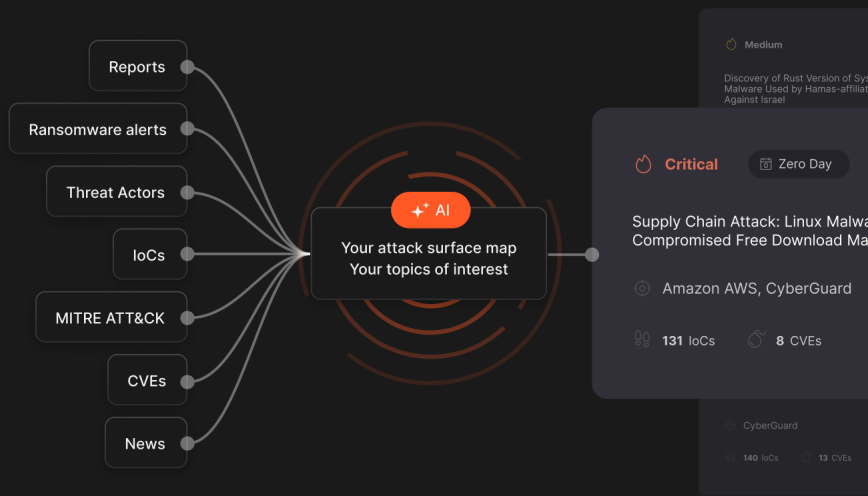 Reports
Ransomware alerts
Threat Actors
IoCs
MITRE ATT&CK
CVEs
News
AI
Your attack surface map
Your topics of interest
Medium
Discovery of Rust Version of Sys
Malware Used by Hamas-affiliat
Against Israel
Critical
Zero Day
Supply Chain Attack: Linux Malwa
Compromised Free Download Ma
Amazon AWS, CyberGuard
131 IoCs 8 CVEs
CyberGuard
140 IoCs 13 CVEs